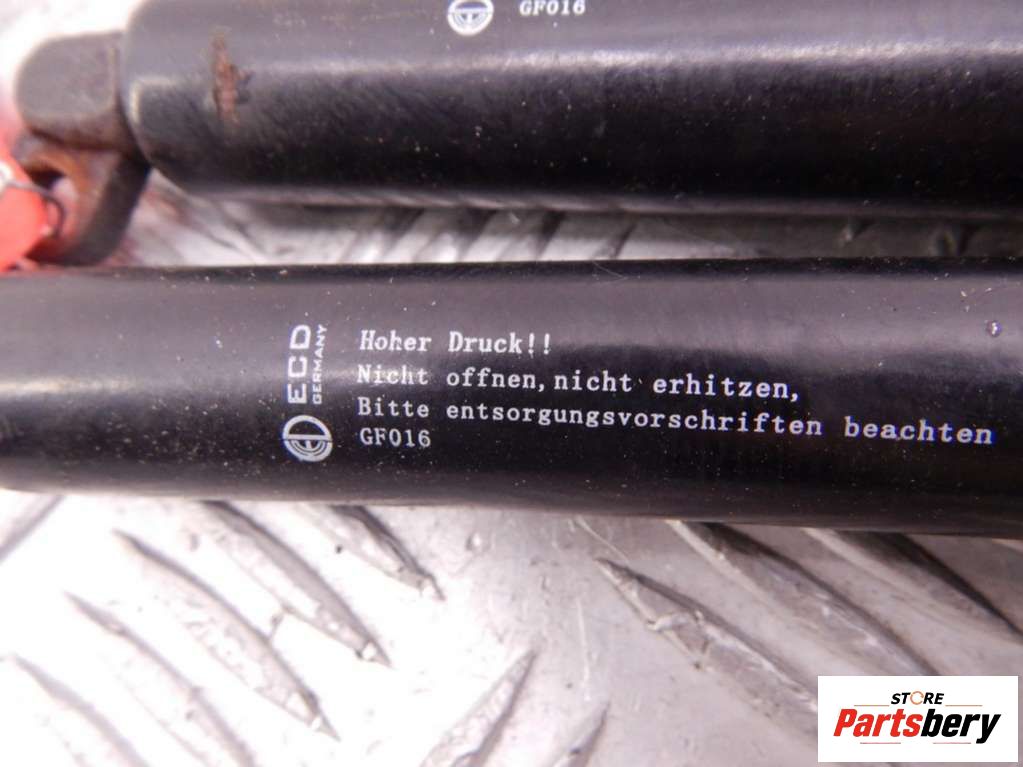 GF016
ECD
GERMANY
Hoher Druck!!
Nicht offnen, nicht erhitzen,
Bitte entsorgungsvorschriften beachten
GF016
STORE
Partsbery